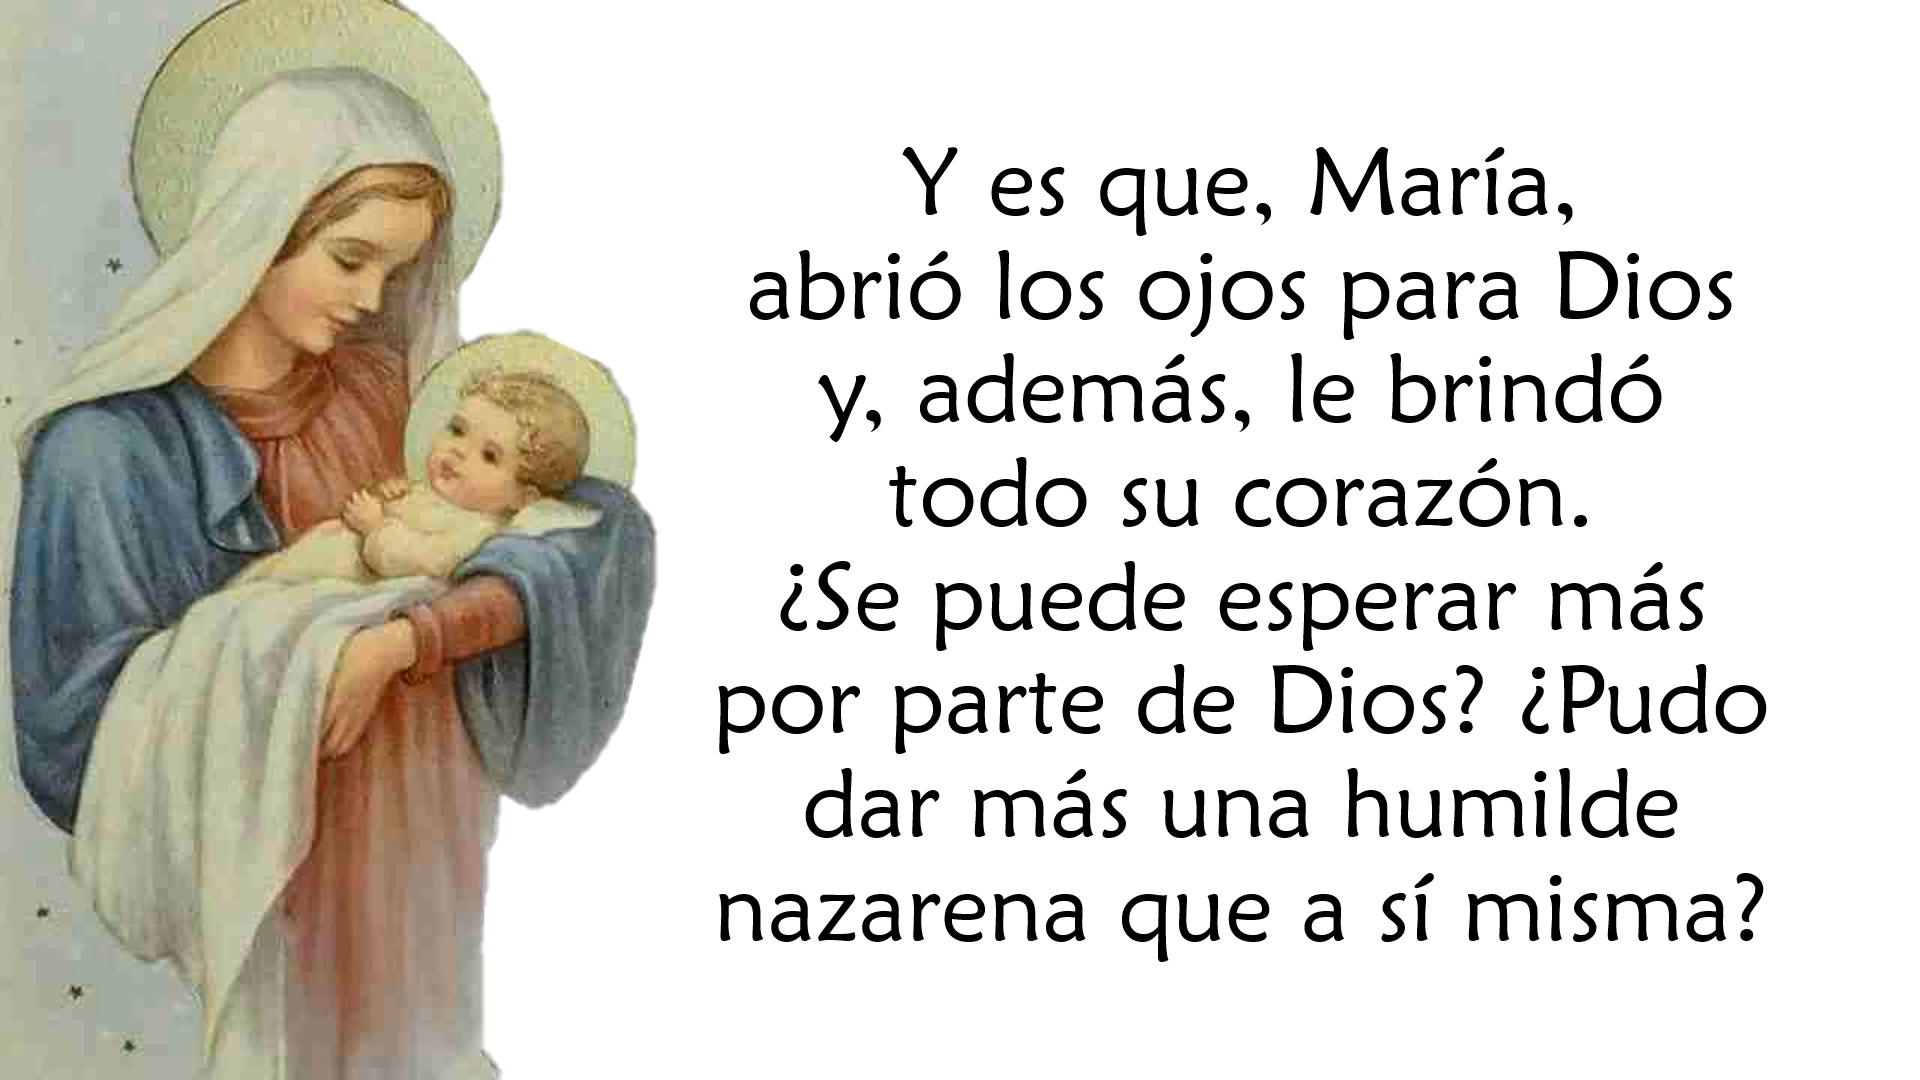 Y es que, María,
abrió los ojos para Dios
y, además, le brindó
todo su corazón.
¿Se puede esperar más
por parte de Dios? ¿Pudo
dar más una humilde
nazarena que a sí misma?